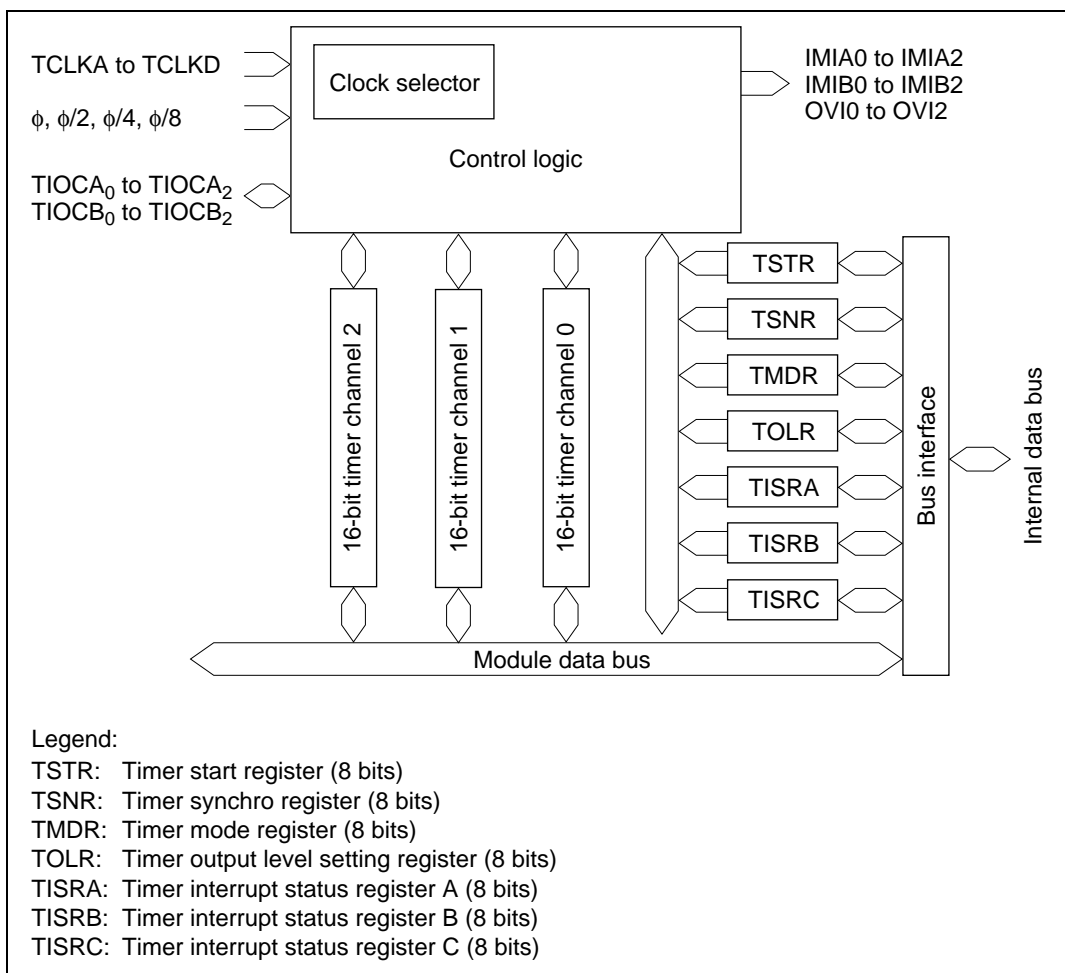 TCLKA to TCLKD
ϕ, ϕ/2, ϕ/4, ϕ/8
TIOCA0 to TIOCA2
TIOCB0 to TIOCB2
Clock selector
Control logic
IMIA0 to IMIA2
IMIB0 to IMIB2
OVI0 to OVI2
16-bit timer channel 2
16-bit timer channel 1
16-bit timer channel 0
TSTR
TSNR
TMDR
TOLR
TISRA
TISRB
TISRC
Bus interface
Internal data bus
Module data bus
Legend:
TSTR: Timer start register (8 bits)
TSNR: Timer synchro register (8 bits)
TMDR: Timer mode register (8 bits)
TOLR: Timer output level setting register (8 bits)
TISRA: Timer interrupt status register A (8 bits)
TISRB: Timer interrupt status register B (8 bits)
TISRC: Timer interrupt status register C (8 bits)